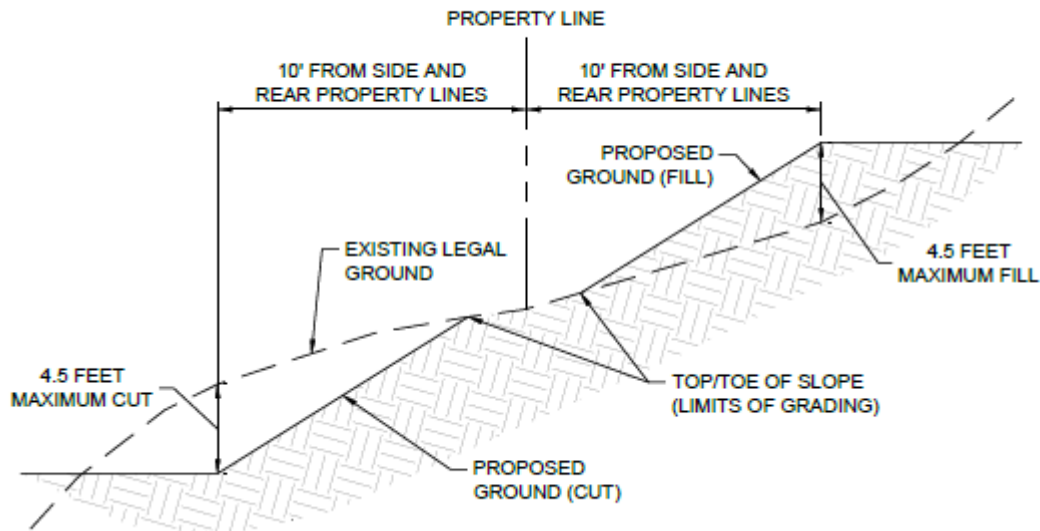 PROPERTY LINE
10' FROM SIDE AND
REAR PROPERTY LINES
10' FROM SIDE AND
REAR PROPERTY LINES
PROPOSED
GROUND (FILL)
EXISTING LEGAL
GROUND
4.5 FEET
MAXIMUM FILL
4.5 FEET
MAXIMUM CUT
TOP/TOE OF SLOPE
(LIMITS OF GRADING)
PROPOSED
GROUND (CUT)